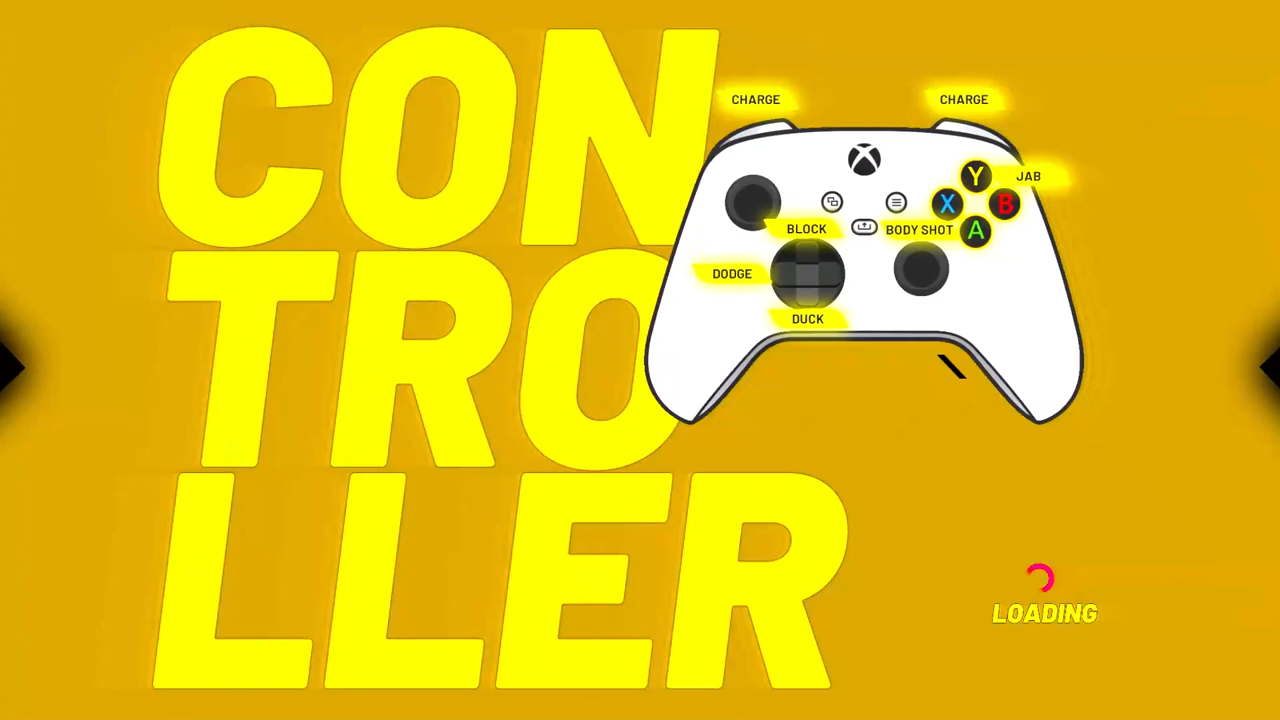 CON
TRO
LLER
CHARGE
CHARGE
Y
JAB
X
B
BLOCK
BODY SHOT
A
DODGE
DUCK
LOADING